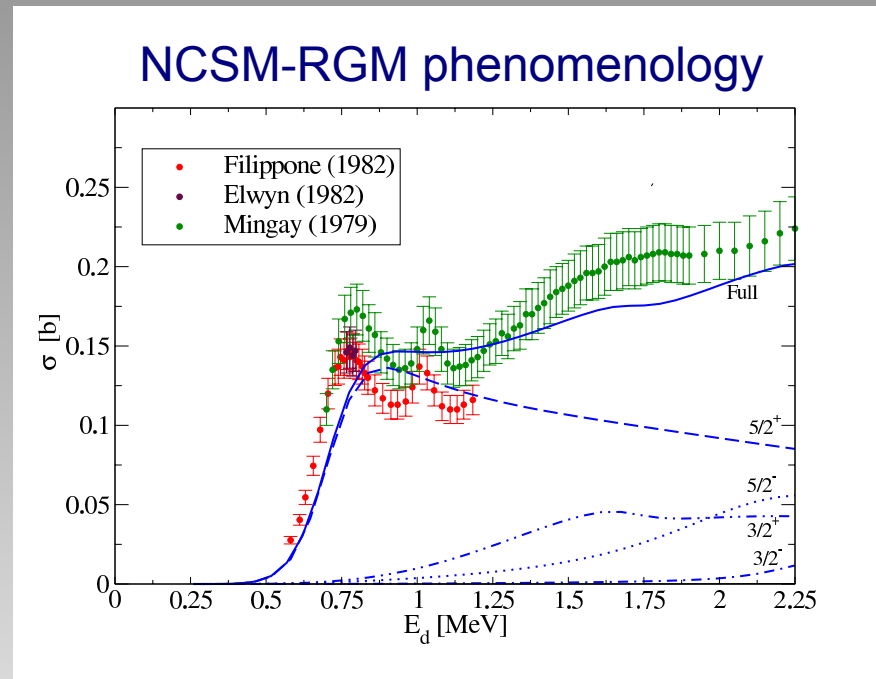 NCSM-RGM phenomenology
Filippone (1982)
Elwyn (1982)
Mingay (1979)
0.25
0.2
0.15
0.1
0.05
0
σ [b]
Full
5/2+
5/2-
3/2+
3/2-
0 0.25 0.5 0.75 1 1.25 1.5 1.75 2 2.25
E_d [MeV]